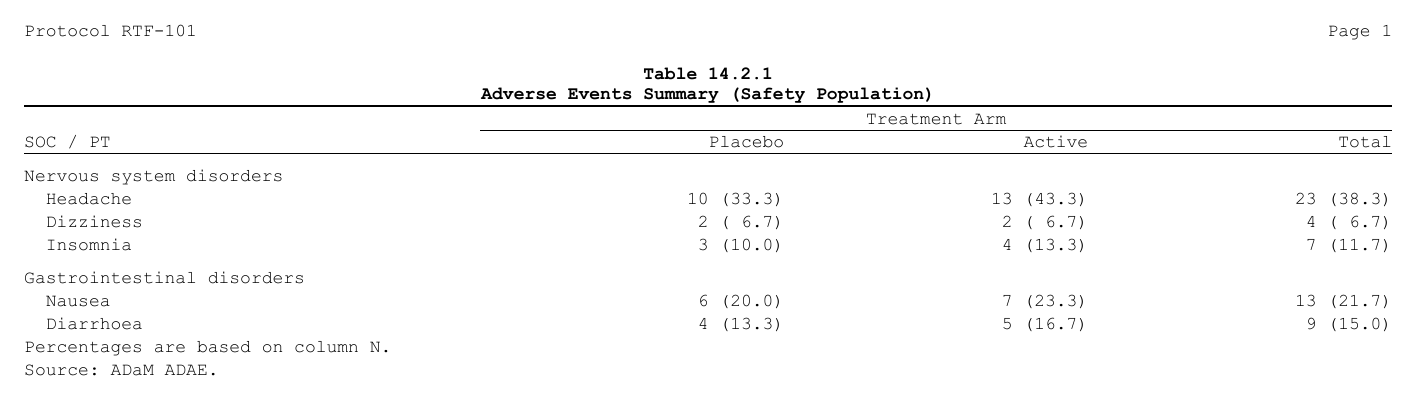 Protocol RTF-101 Page 1
Table 14.2.1
Adverse Events Summary (Safety Population)
Treatment Arm
SOC / PT Placebo Active Total
Nervous system disorders
Headache 10 (33.3) 13 (43.3) 23 (38.3)
Dizziness 2 ( 6.7) 2 ( 6.7) 4 ( 6.7)
Insomnia 3 (10.0) 4 (13.3) 7 (11.7)
Gastrointestinal disorders
Nausea 6 (20.0) 7 (23.3) 13 (21.7)
Diarrhoea 4 (13.3) 5 (16.7) 9 (15.0)
Percentages are based on column N.
Source: ADaM ADAE.